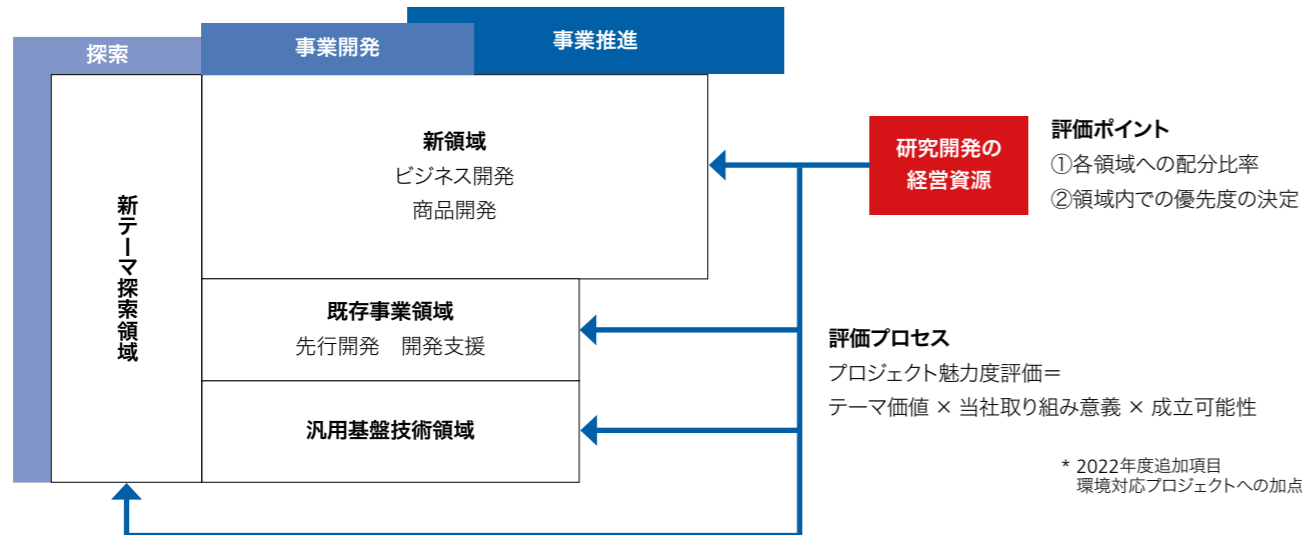 探索
事業開発
事業推進
新テーマ探索領域
新領域
ビジネス開発
商品開発
既存事業領域
先行開発　開発支援
汎用基盤技術領域
研究開発の
経営資源
評価ポイント
①各領域への配分比率
②領域内での優先度の決定
評価プロセス
プロジェクト魅力度評価＝
テーマ価値 × 当社取り組み意義 × 成立可能性
* 2022年度追加項目
環境対応プロジェクトへの加点